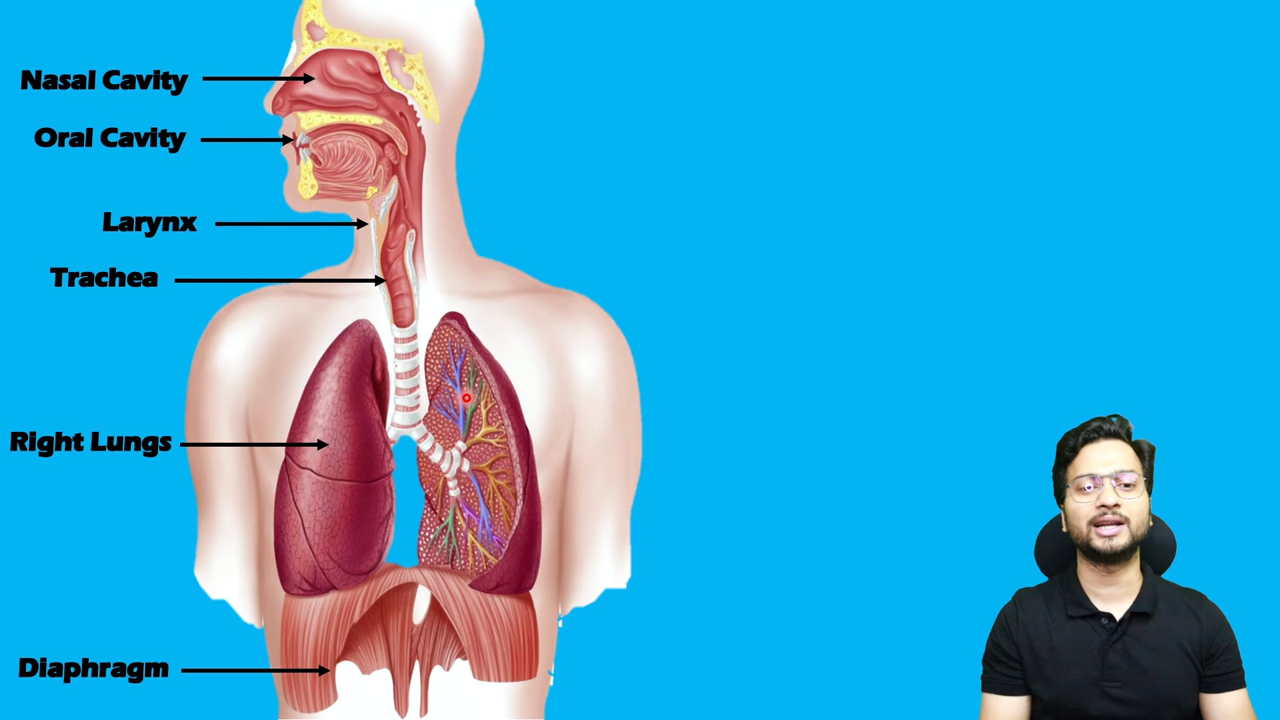 Nasal Cavity
Oral Cavity
Larynx
Trachea
Right Lungs
Diaphragm